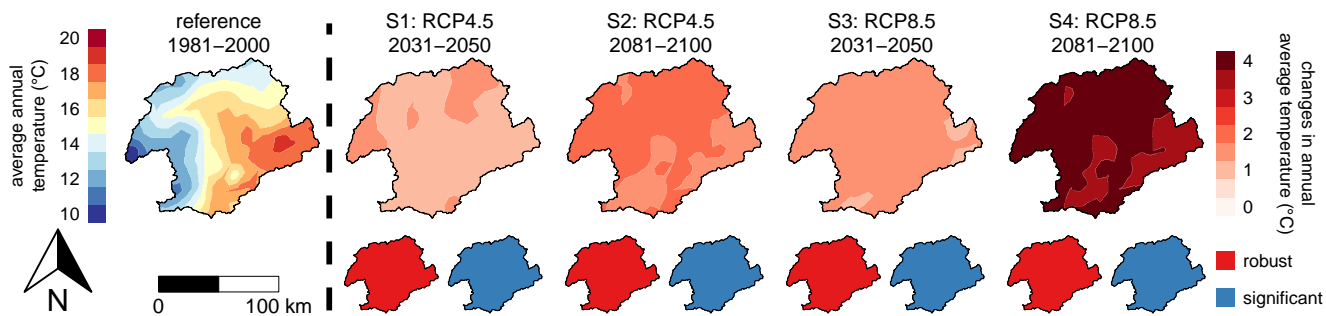 reference
1981–2000
S1: RCP4.5
2031–2050
S2: RCP4.5
2081–2100
S3: RCP8.5
2031–2050
S4: RCP8.5
2081–2100
average annual
temperature (°C)
20
18
16
14
12
10
4
3
2
1
0
changes in annual
average temperature (°C)
N
0
100 km
robust
significant